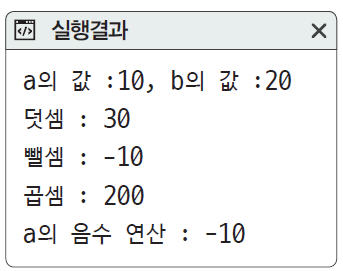 실행결과
a의 값 :10, b의 값 :20
덧셈 : 30
뺄셈 : -10
곱셈 : 200
a의 음수 연산 : -10